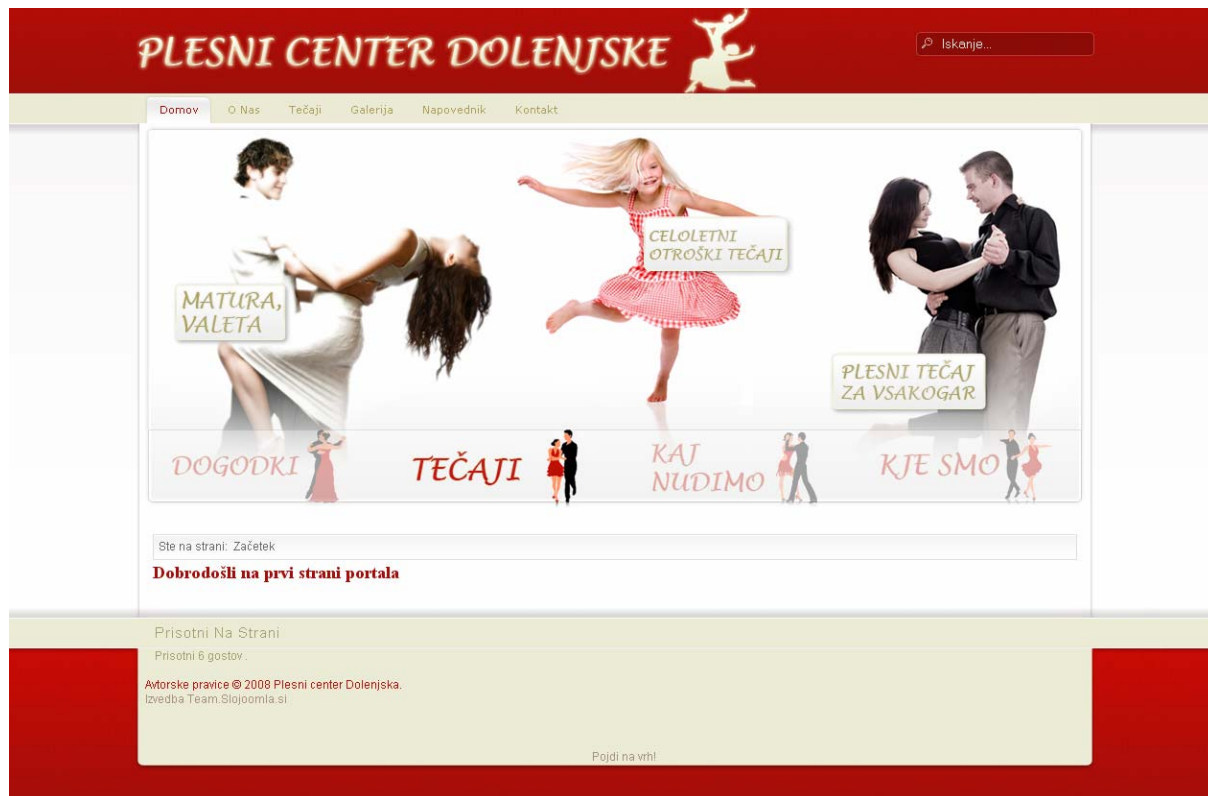 PLESNI CENTER DOLENJSKE
Iskanje...
Domov O Nas Tečaji Galerija Napovednik Kontakt
CELOLETNI
OTROŠKI TEČAJI
MATURA,
VALETA
PLESNI TEČAJ
ZA VSAKOGAR
DOGODKI
TEČAJI
KAJ
NUDIMO
KJE SMO
Ste na strani: Začetek
Dobrodošli na prvi strani portala
Prisotni Na Strani
Prisotni 6 gostov .
Avtorske pravice © 2008 Plesni center Dolenjska.
Izvedba Team.Slojoomla.si
Pojdi na vrh!